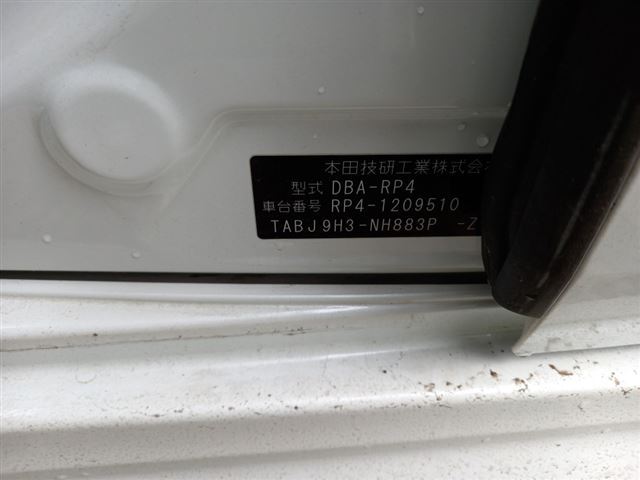 本田技研工業株式会
型式 DBA-RP4
車台番号 RP4-1209510
TABJ9H3-NH883P -Z